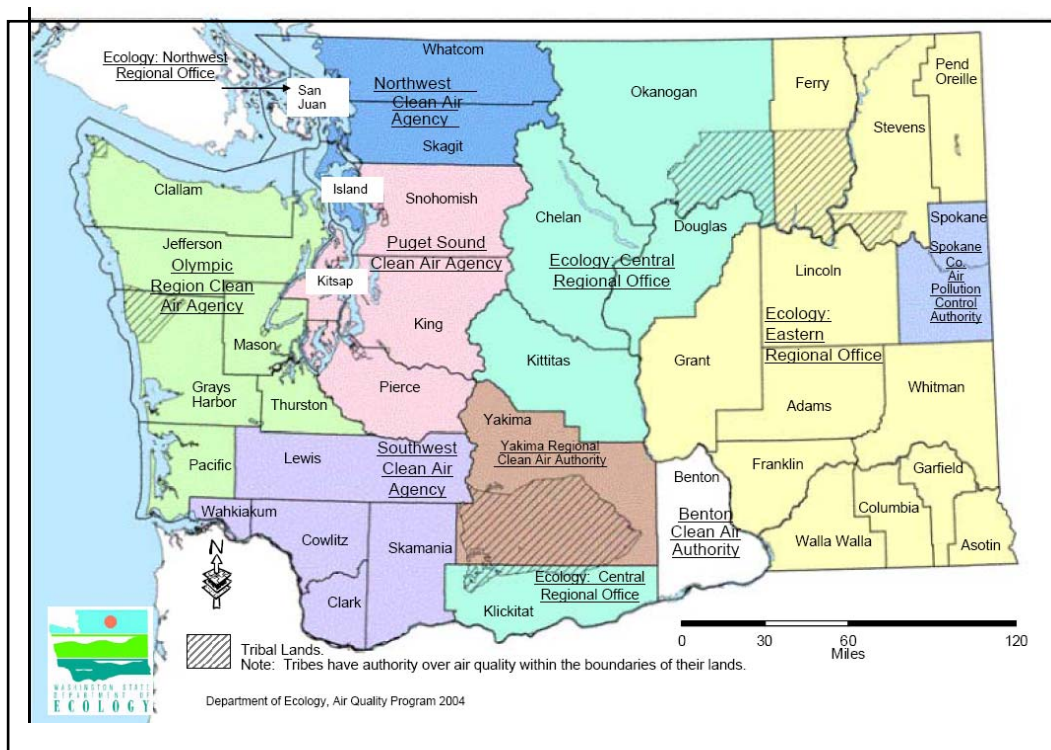 Whatcom
Ecology: Northwest
Regional Office
San
Juan
Northwest
Clean Air
Agency
Skagit
Okanogan
Ferry
Pend
Oreille
Stevens
Clallam
Island
Snohomish
Chelan
Douglas
Spokane
Spokane
Co.
Air
Pollution
Control
Authority
Jefferson
Olympic
Region Clean
Air Agency
Puget Sound
Clean Air Agency
Kitsap
Ecology: Central
Regional Office
Lincoln
Ecology:
Eastern
Regional Office
King
Mason
Kittitas
Grant
Grays
Harbor
Thurston
Pierce
Adams
Whitman
Yakima
Yakima Regional
Clean Air Authority
Pacific
Lewis
Southwest
Clean Air
Agency
Benton
Benton
Clean Air
Authority
Franklin
Garfield
Columbia
Wahkiakum
Cowlitz
Skamania
Walla Walla
Asotin
N
Clark
Ecology: Central
Regional Office
Klickitat
0 30 60 120
Miles
Tribal Lands.
Note: Tribes have authority over air quality within the boundaries of their lands.
WASHINGTON STATE
DEPARTMENT OF
ECOLOGY
Department of Ecology, Air Quality Program 2004